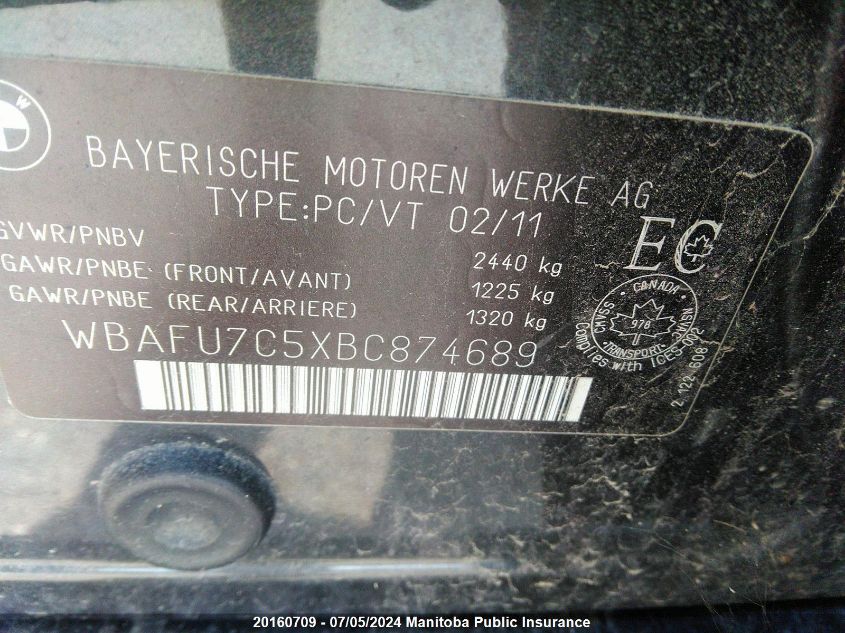 W
BAYERISCHE MOTOREN WERKE AG
TYPE:PC/VT 02/11
GVWR/PNBV 2440 kg
GAWR/PNBE (FRONT/AVANT) 1225 kg
GAWR/PNBE (REAR/ARRIERE) 1320 kg
WBAFU7C5XBC874689
EC
CANADA
978
TRANSPORT
CMVSS
NSVAC
Complies with ICES-002
20160709 - 07/05/2024 Manitoba Public Insurance